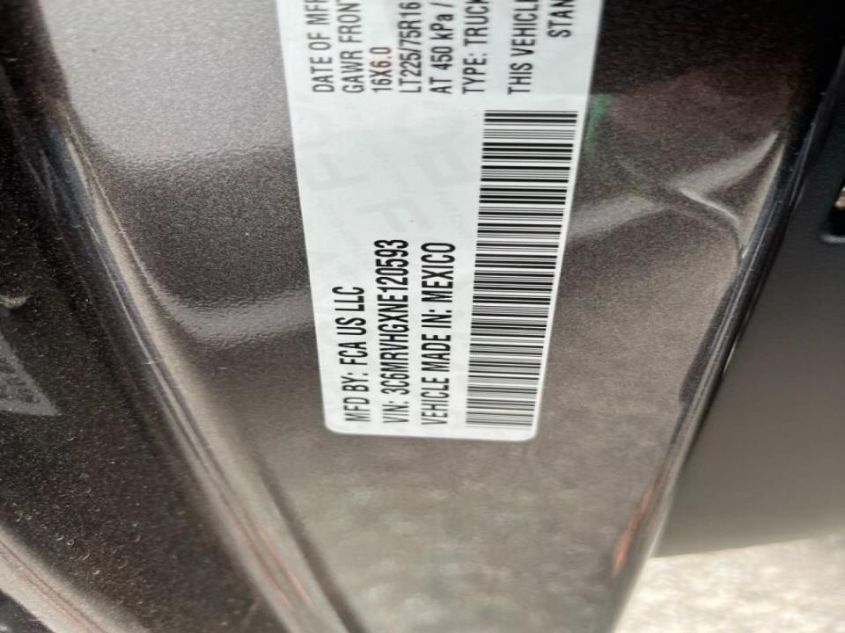 MFD BY: FCA US LLC
DATE OF MFR
GAWR FRONT
16X6.0
LT225/75R16
AT 450 kPa /
VIN: 3C6MRVHGXNE120593
TYPE: TRUCK
VEHICLE MADE IN: MEXICO
THIS VEHICLE
STAN